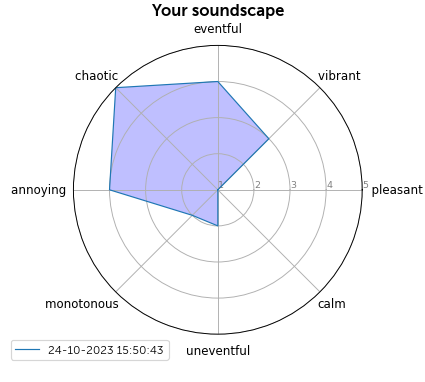 Your soundscape
eventful
chaotic
vibrant
annoying
1 2 3 4 5
pleasant
monotonous
calm
uneventful
24-10-2023 15:50:43